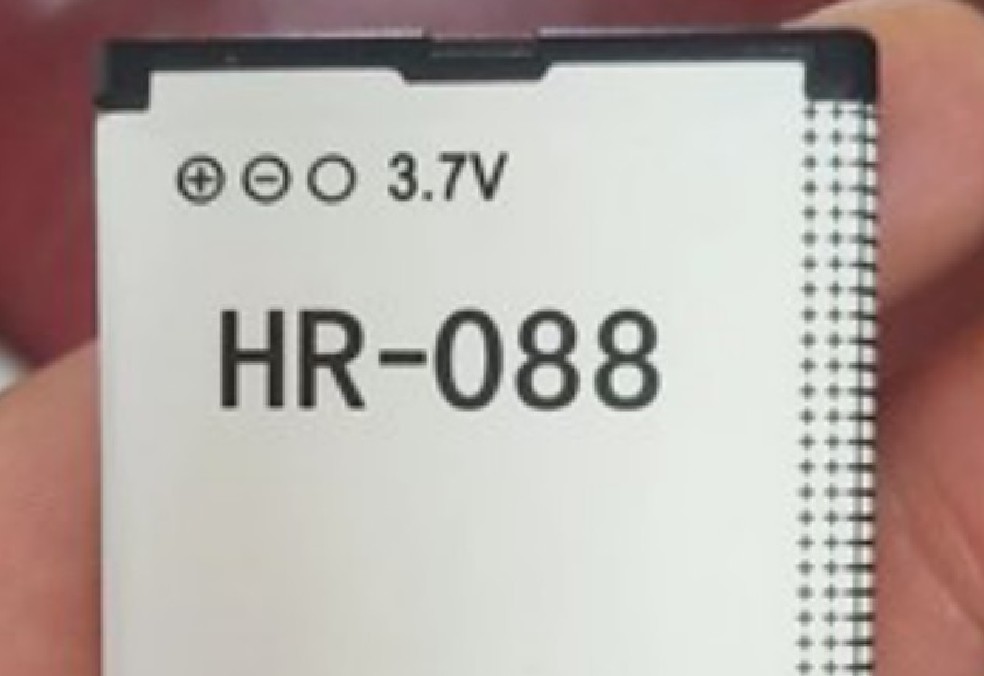 ⊕ ⊖ ○ 3.7V
HR-088